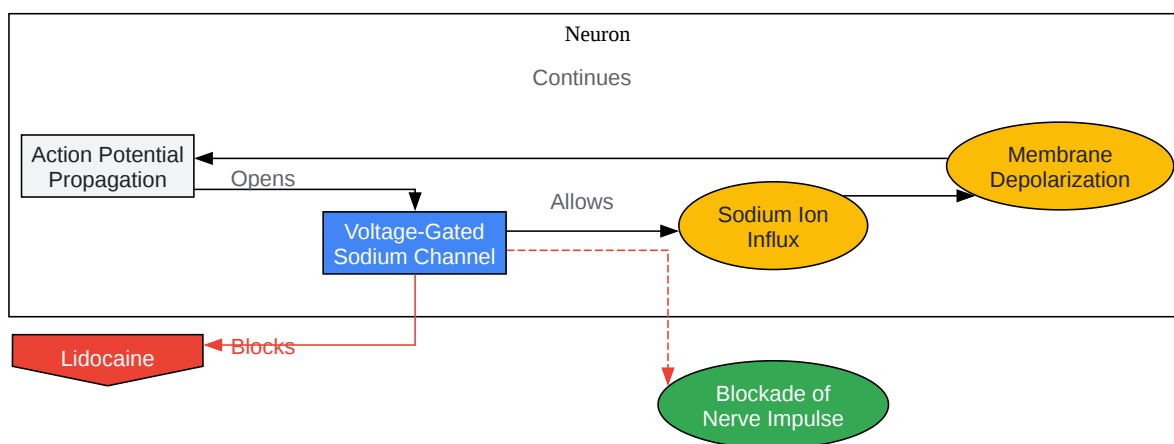 Neuron
Continues
Action Potential
Propagation
Membrane
Depolarization
Opens
Allows
Sodium Ion
Influx
Voltage-Gated
Sodium Channel
Lidocaine
Blocks
Blockade of
Nerve Impulse